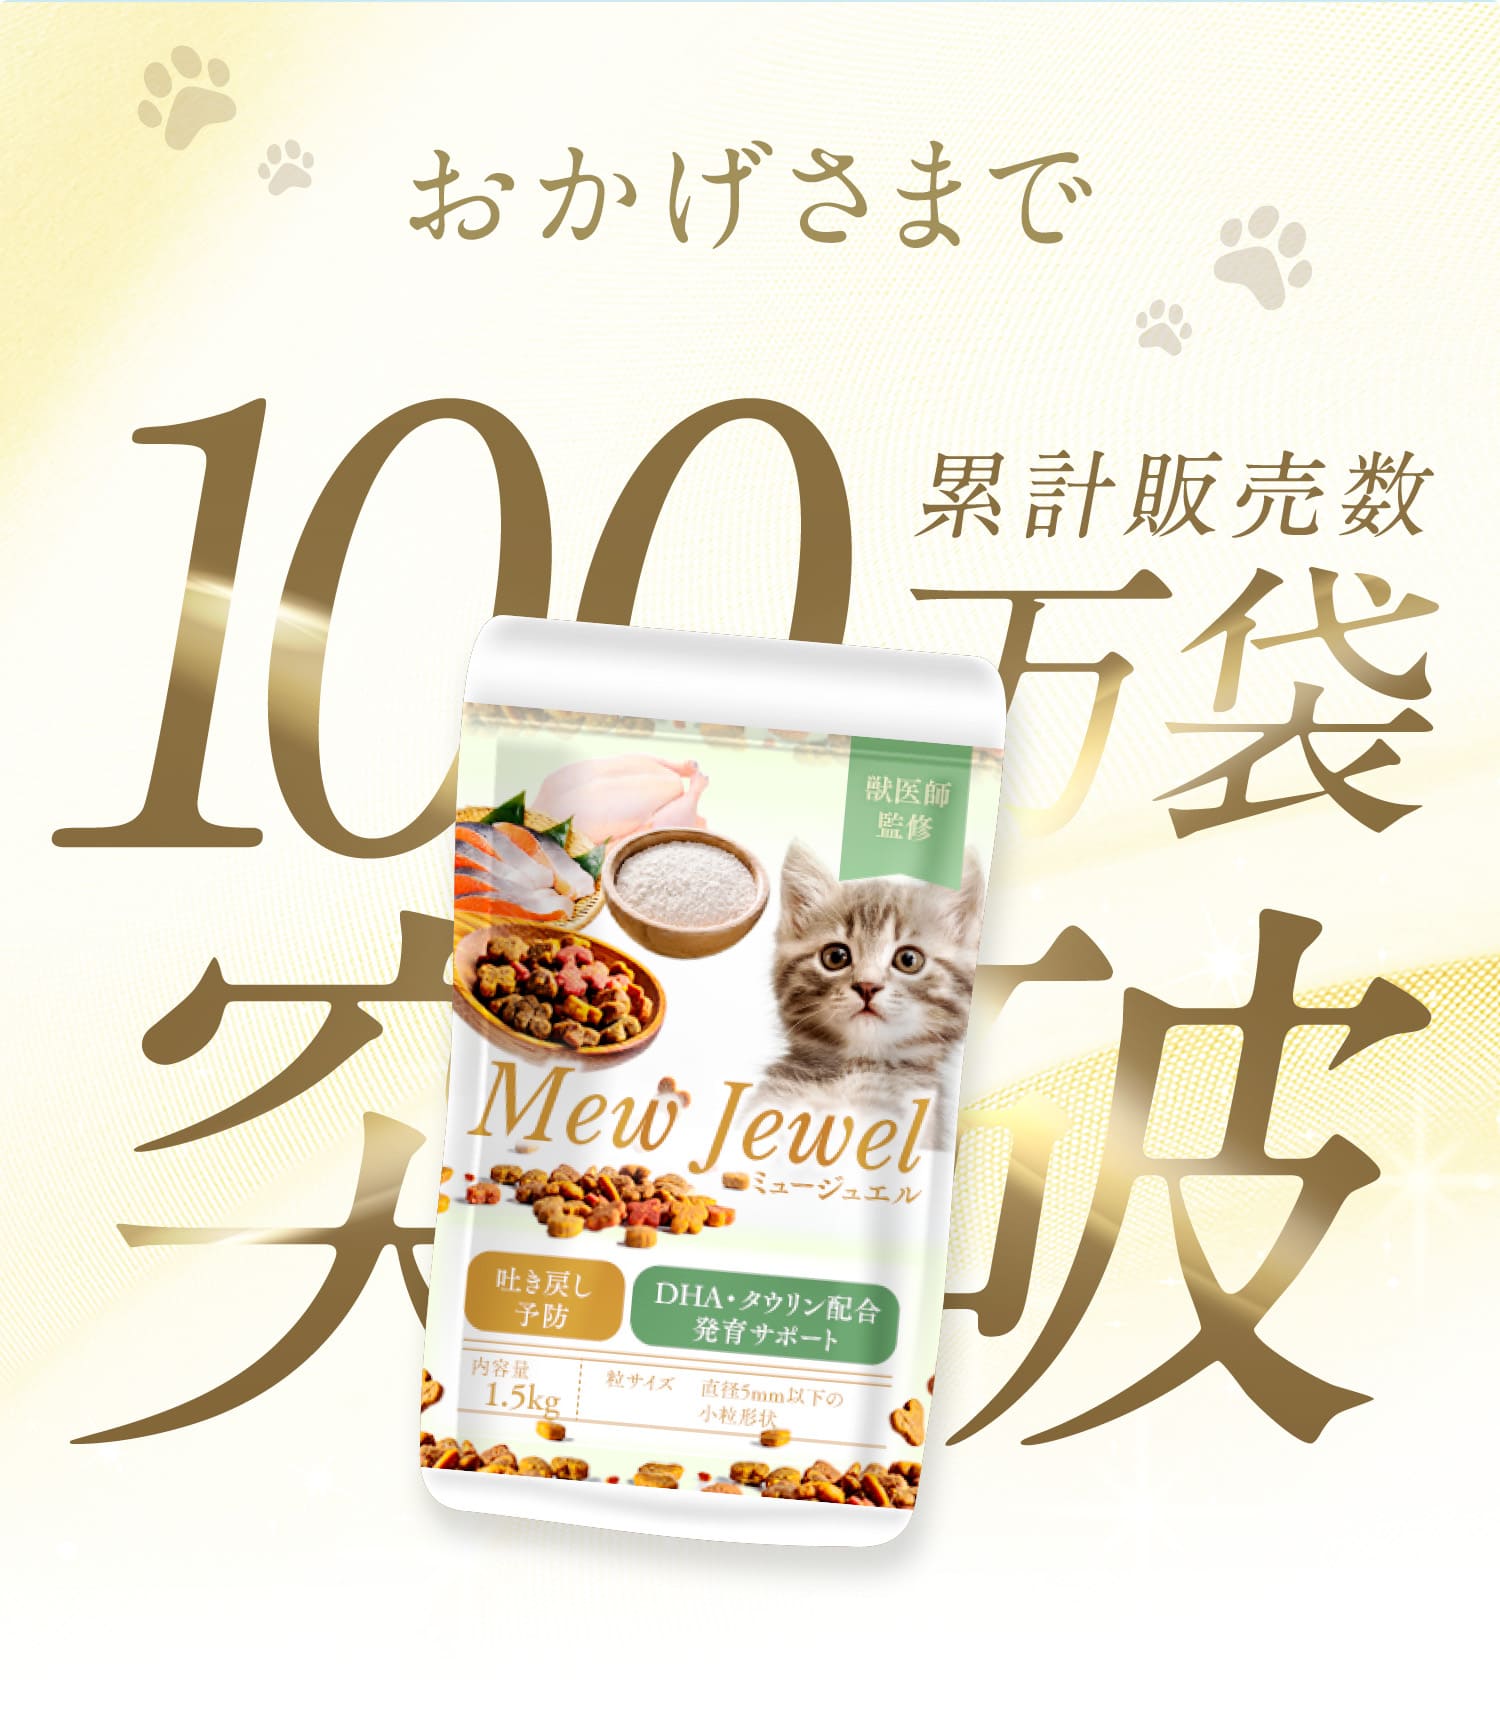 おかげさまで
100
累計販売数
万袋
突破
獣医師
監修
Mew Jewel
ミュージュエル
吐き戻し
予防
DHA・タウリン配合
発育サポート
内容量
1.5kg
粒サイズ
直径5mm以下の
小粒形状